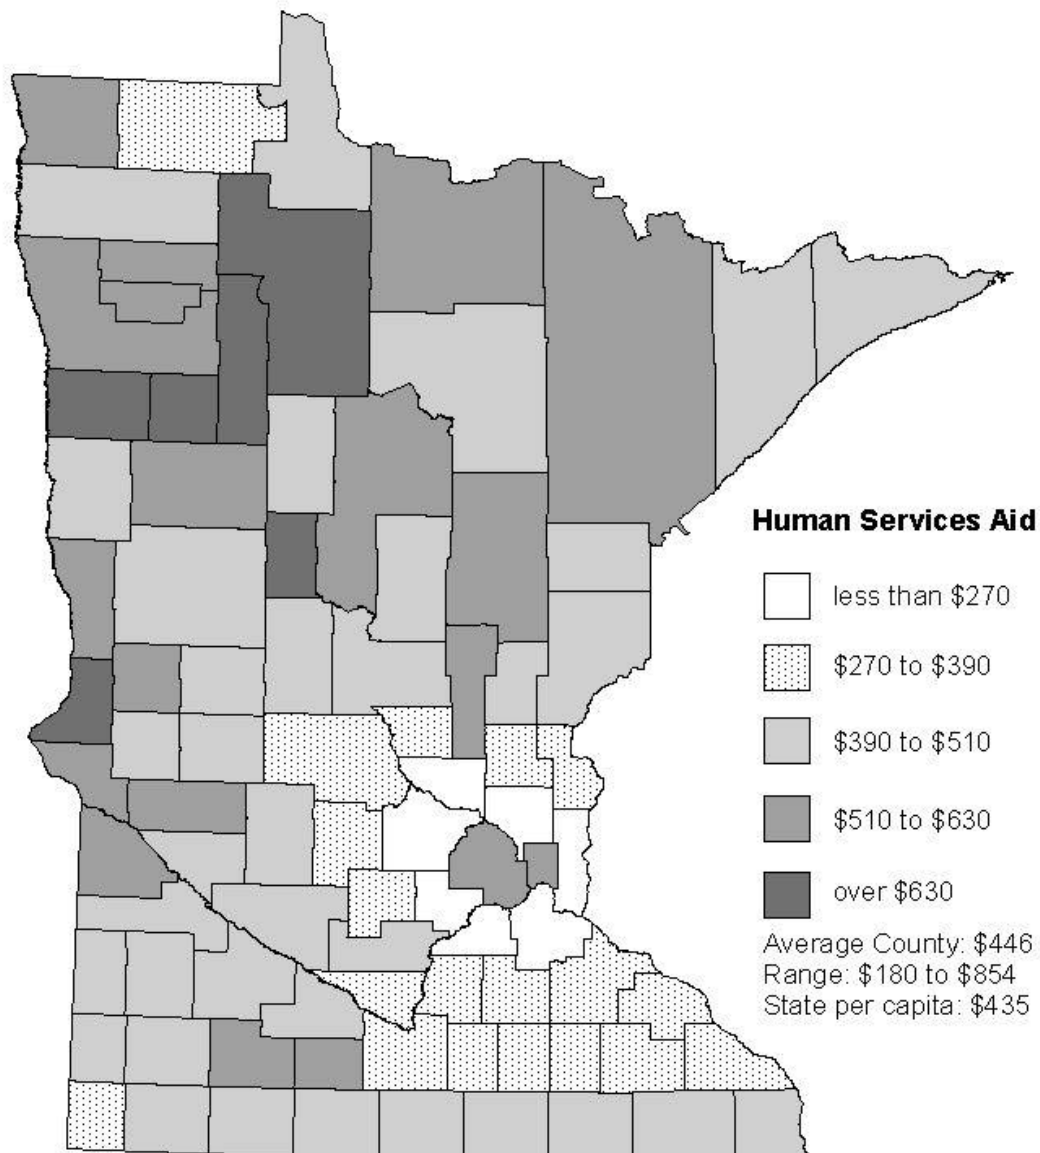 Human Services Aid
less than $270
$270 to $390
$390 to $510
$510 to $630
over $630
Average County: $446
Range: $180 to $854
State per capita: $435